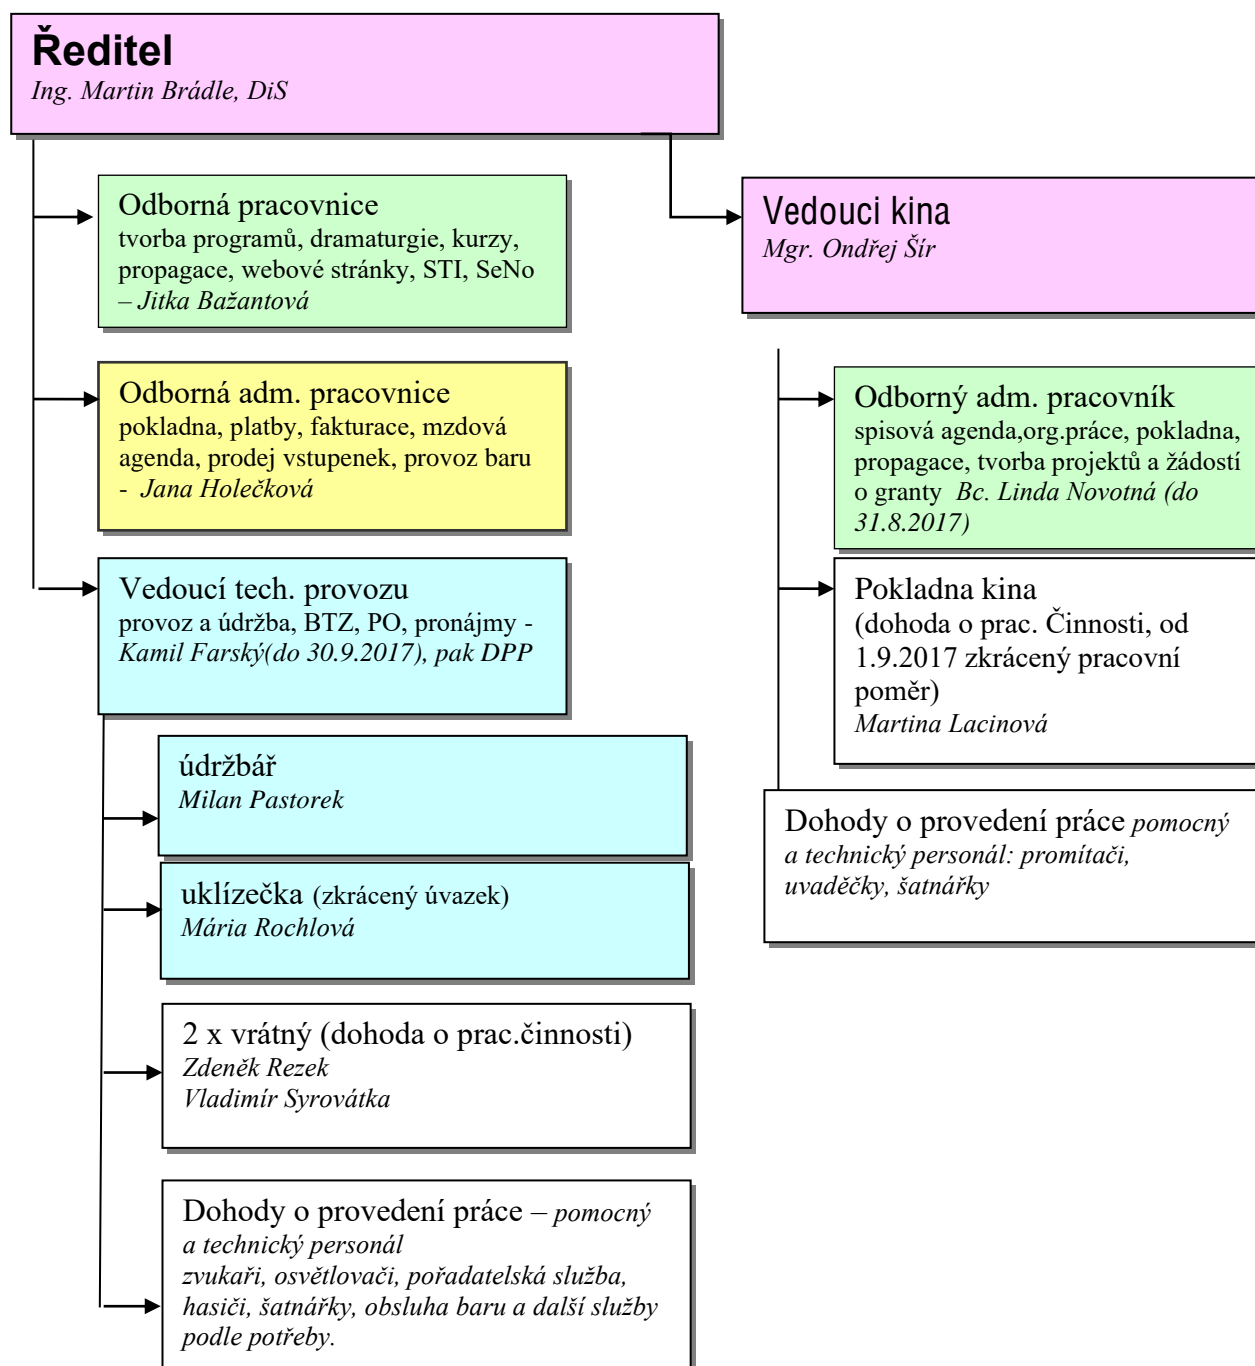 Ředitel
Ing. Martin Brádle, DiS
Odborná pracovnice
tvorba programů, dramaturgie, kurzy,
propagace, webové stránky, STI, SeNo
– Jitka Bažantová
Odborná adm. pracovnice
pokladna, platby, fakturace, mzdová
agenda, prodej vstupenek, provoz baru
- Jana Holečková
Vedoucí tech. provozu
provoz a údržba, BTZ, PO, pronájmy -
Kamil Farský(do 30.9.2017), pak DPP
údržbář
Milan Pastorek
uklízečka (zkrácený úvazek)
Mária Rochlová
2 x vrátný (dohoda o prac.činnosti)
Zdeněk Rezek
Vladimír Syrovátka
Dohody o provedení práce – pomocný
a technický personál
zvukaři, osvětlovači, pořadatelská služba,
hasiči, šatnářky, obsluha baru a další služby
podle potřeby.
Vedouci kina
Mgr. Ondřej Šír
Odborný adm. pracovník
spisová agenda,org.práce, pokladna,
propagace, tvorba projektů a žádostí
o granty Bc. Linda Novotná (do
31.8.2017)
Pokladna kina
(dohoda o prac. Činnosti, od
1.9.2017 zkrácený pracovní
poměr)
Martina Lacinová
Dohody o provedení práce pomocný
a technický personál: promítači,
uvaděčky, šatnářky